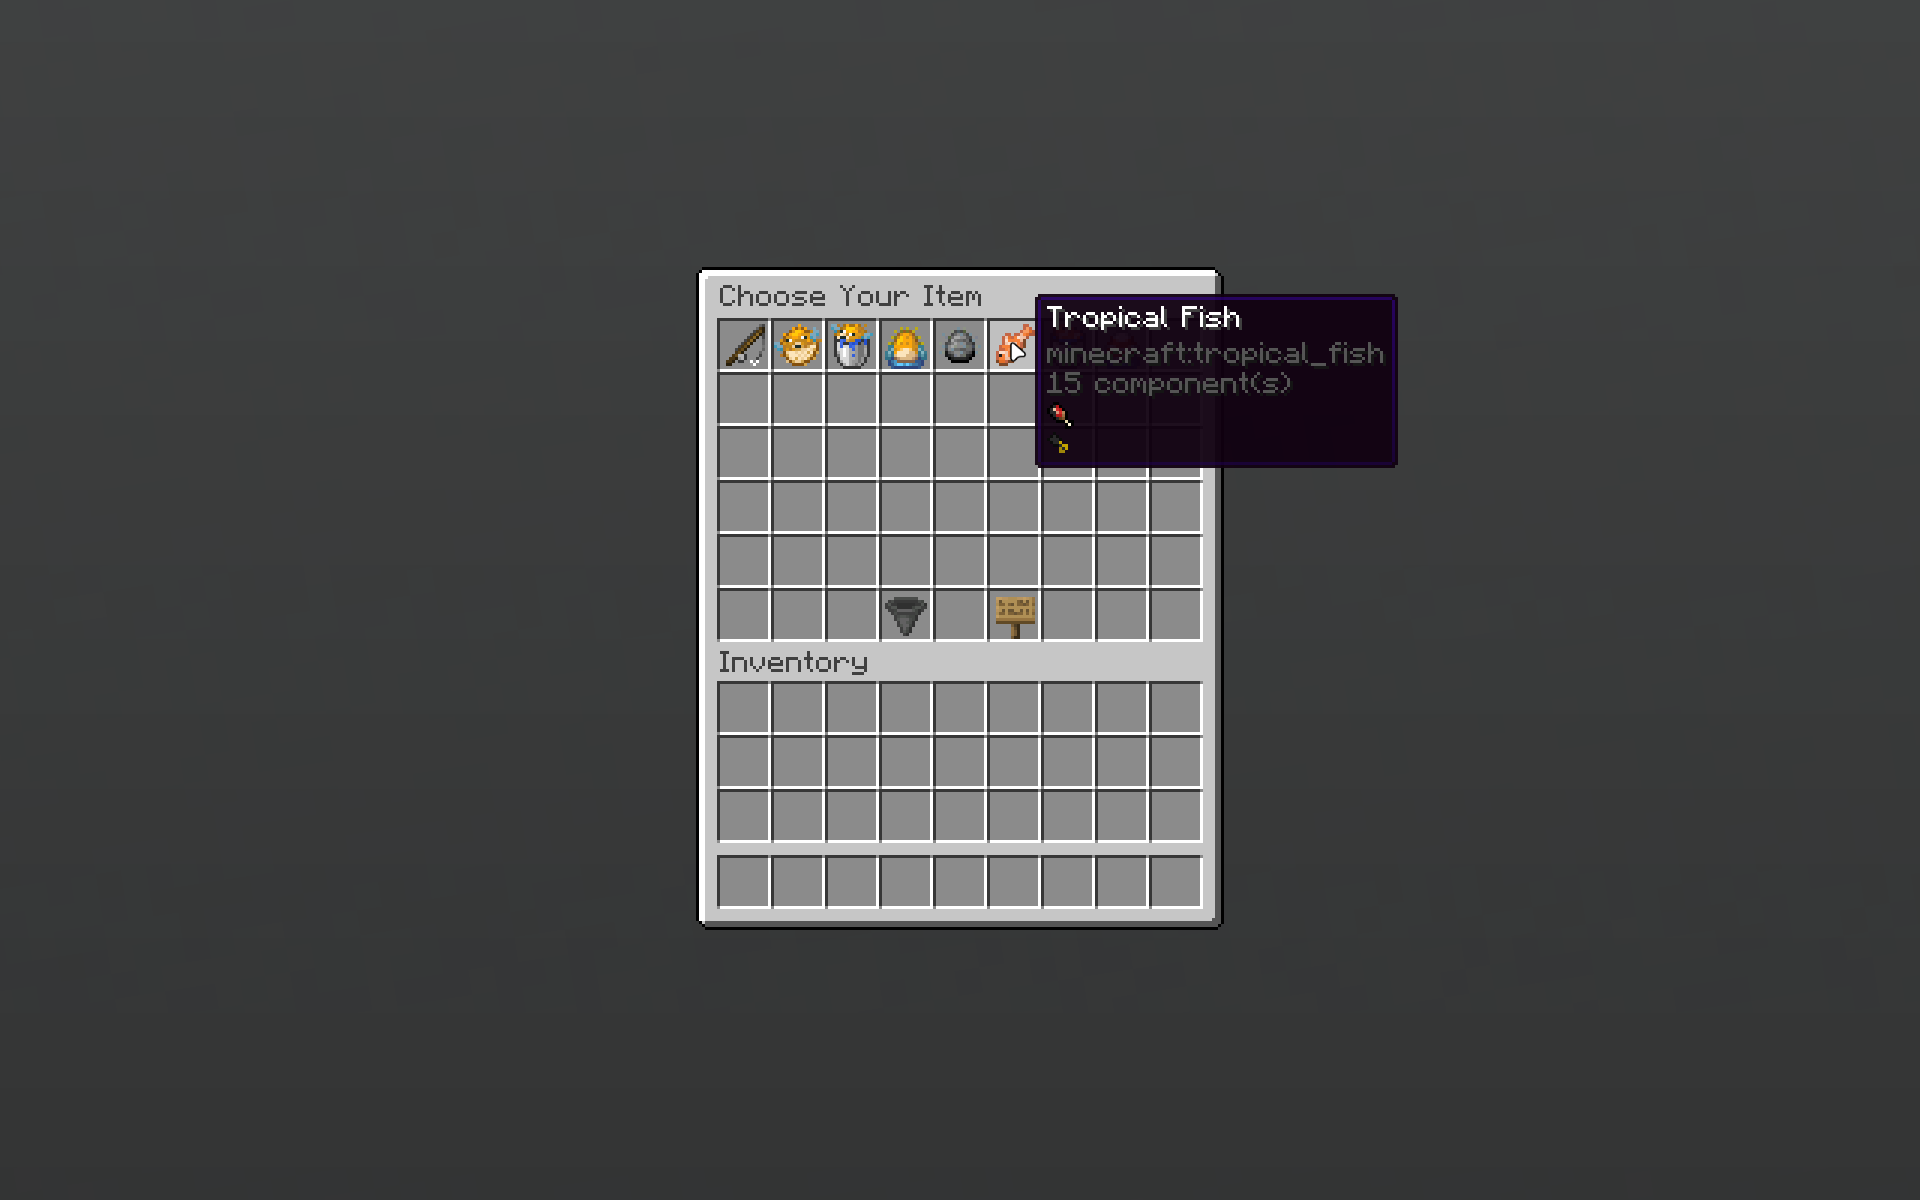 Choose Your Item
Tropical Fish
minecraft:tropical_fish
15 component(s)
Inventory